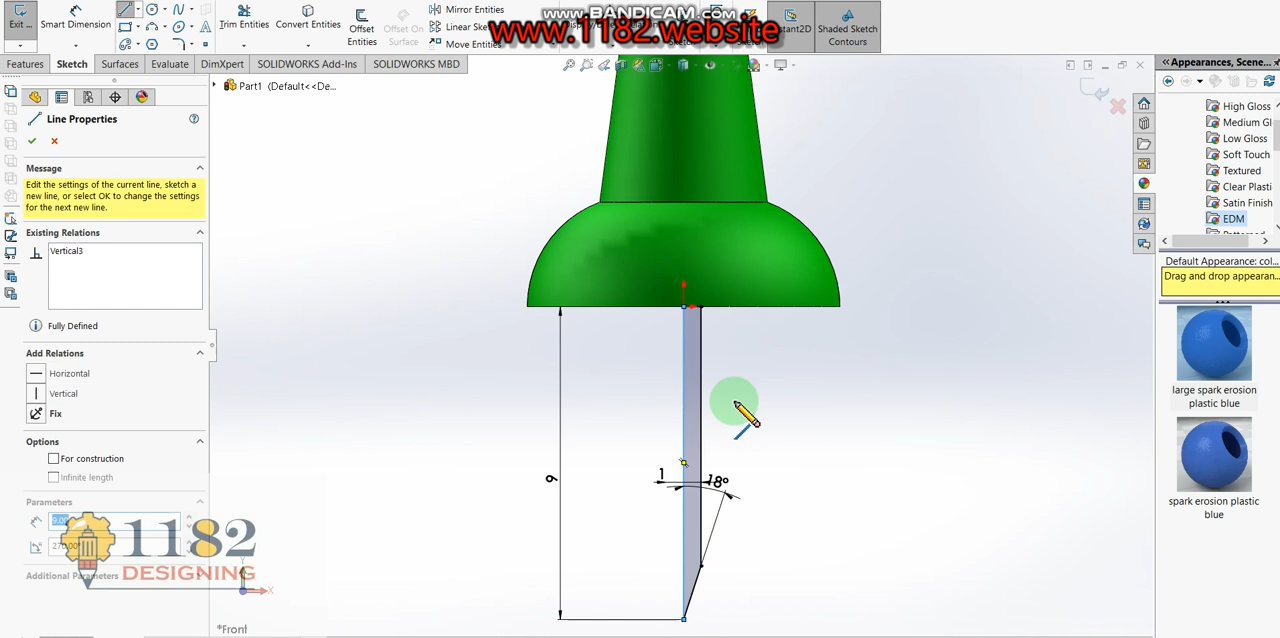 www.BANDICAM.com
www.1182.website
Exit ...
Smart Dimension
Trim Entities
Convert Entities
Offset
Entities
Offset On
Surface
Mirror Entities
Linear Sk
Move Entities
Instant2D
Shaded Sketch
Contours
Features
Sketch
Surfaces
Evaluate
DimXpert
SOLIDWORKS Add-Ins
SOLIDWORKS MBD
Part1 (Default<<De...
Line Properties
Message
Edit the settings of the current line, sketch a
new line, or select OK to change the settings
for the next new line.
Existing Relations
Vertical3
Fully Defined
Add Relations
Horizontal
Vertical
Fix
Options
For construction
Infinite length
Parameters
9.00
270.00°
Additional Parameters
1182
DESIGNING
Y
X
*Front
9
1
18°
Appearances, Scene...
High Gloss
Medium Gl
Low Gloss
Soft Touch
Textured
Clear Plasti
Satin Finish
EDM
Default Appearance: col...
Drag and drop appearan...
large spark erosion
plastic blue
spark erosion plastic
blue